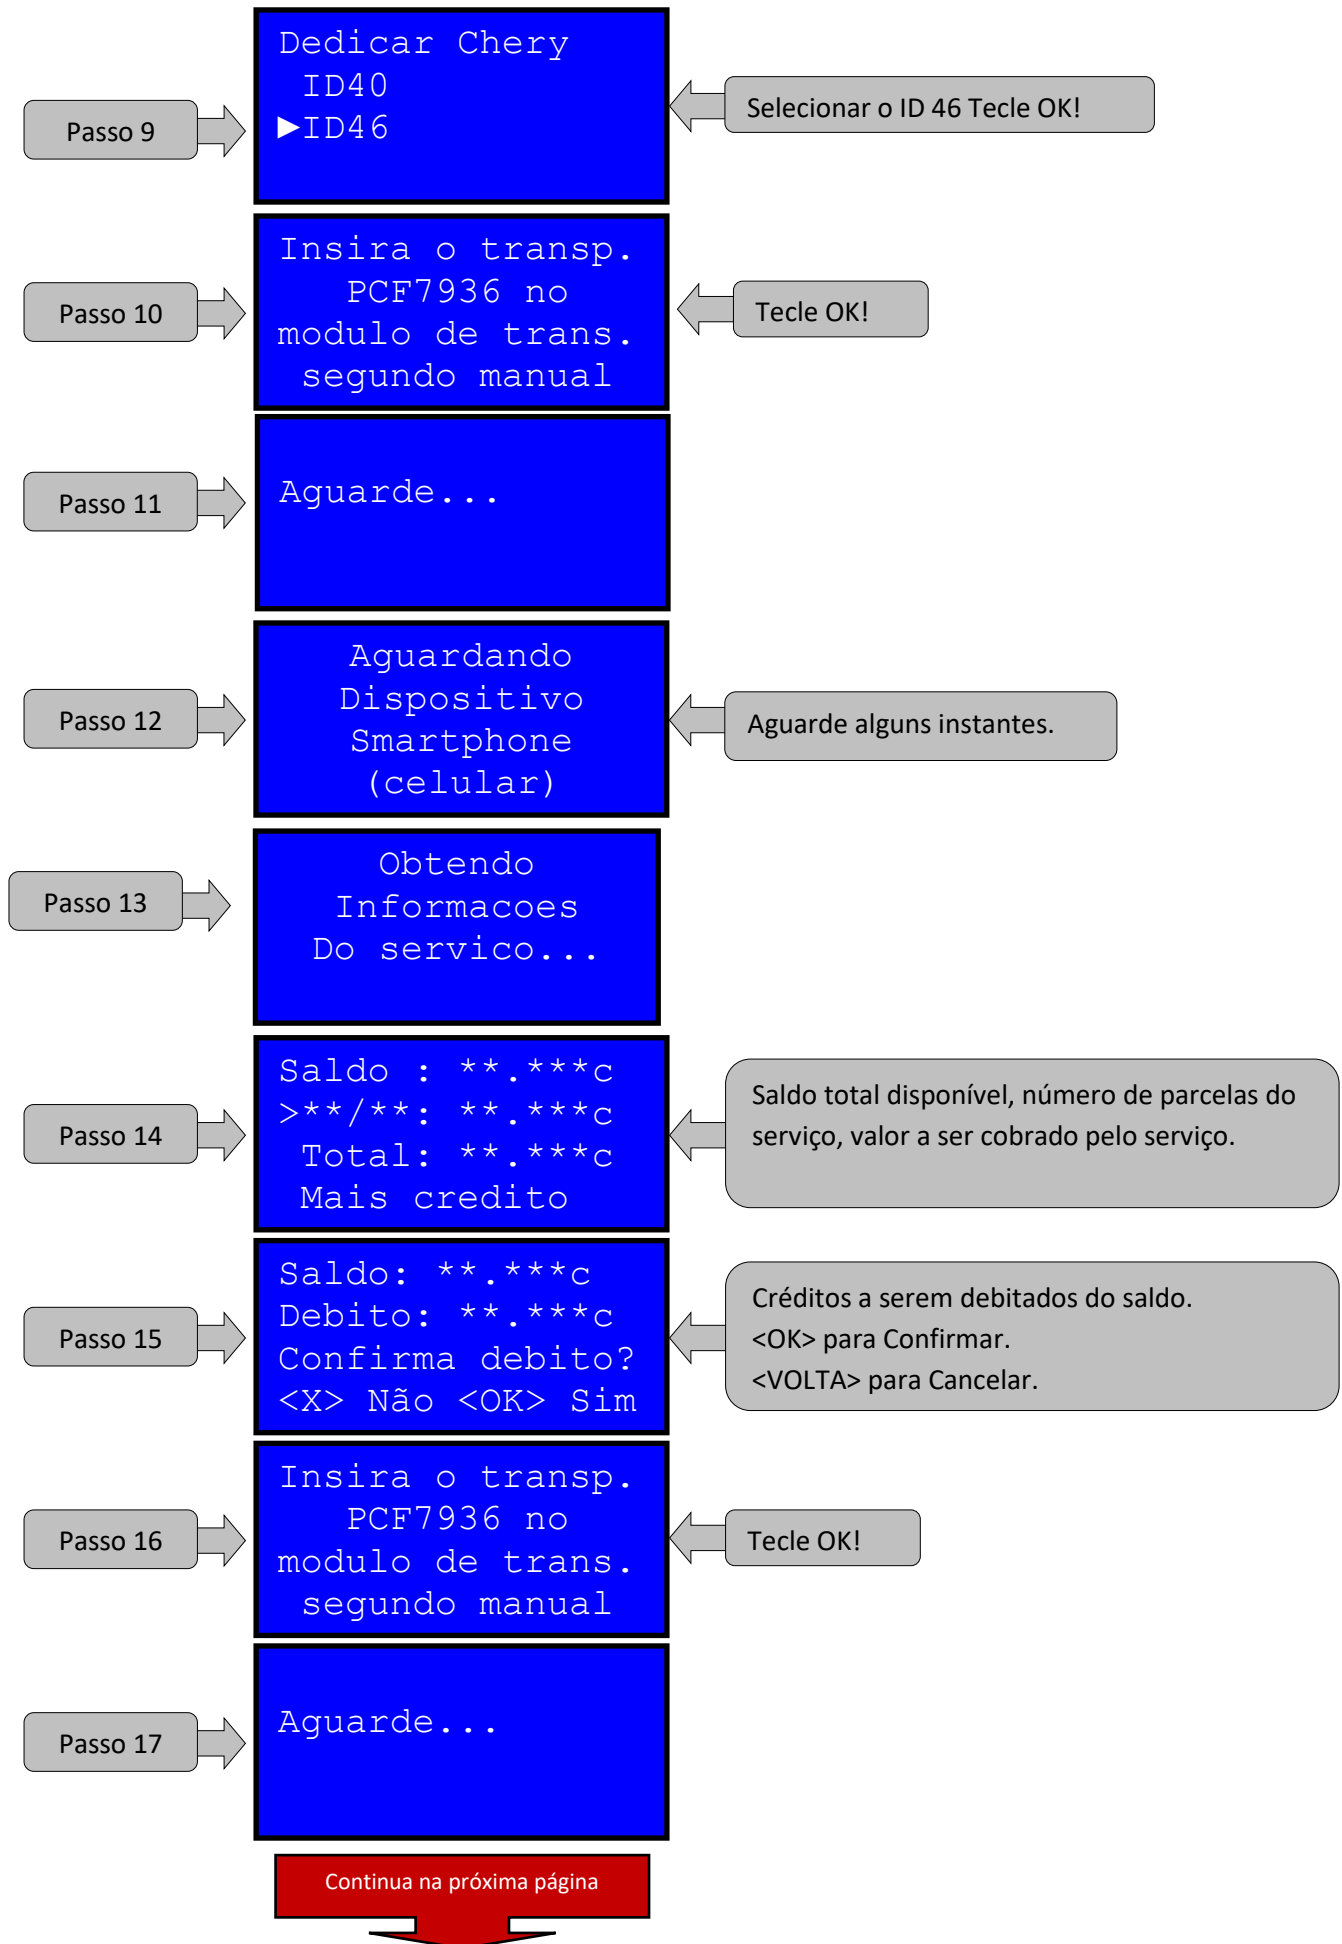 Dedicar Chery
ID40
►ID46
Passo 9
Selecionar o ID 46 Tecle OK!
Insira o transp.
PCF7936 no
modulo de trans.
segundo manual
Passo 10
Tecle OK!
Aguarde...
Passo 11
Aguardando
Dispositivo
Smartphone
(celular)
Passo 12
Aguarde alguns instantes.
Obtendo
Informacoes
Do servico...
Passo 13
Saldo : **.***c
>**/**: **.***c
Total: **.***c
Mais credito
Passo 14
Saldo total disponível, número de parcelas do
serviço, valor a ser cobrado pelo serviço.
Saldo: **.***c
Debito: **.***c
Confirma debito?
<X> Não <OK> Sim
Passo 15
Créditos a serem debitados do saldo.
<OK> para Confirmar.
<VOLTA> para Cancelar.
Insira o transp.
PCF7936 no
modulo de trans.
segundo manual
Passo 16
Tecle OK!
Aguarde...
Passo 17
Continua na próxima página